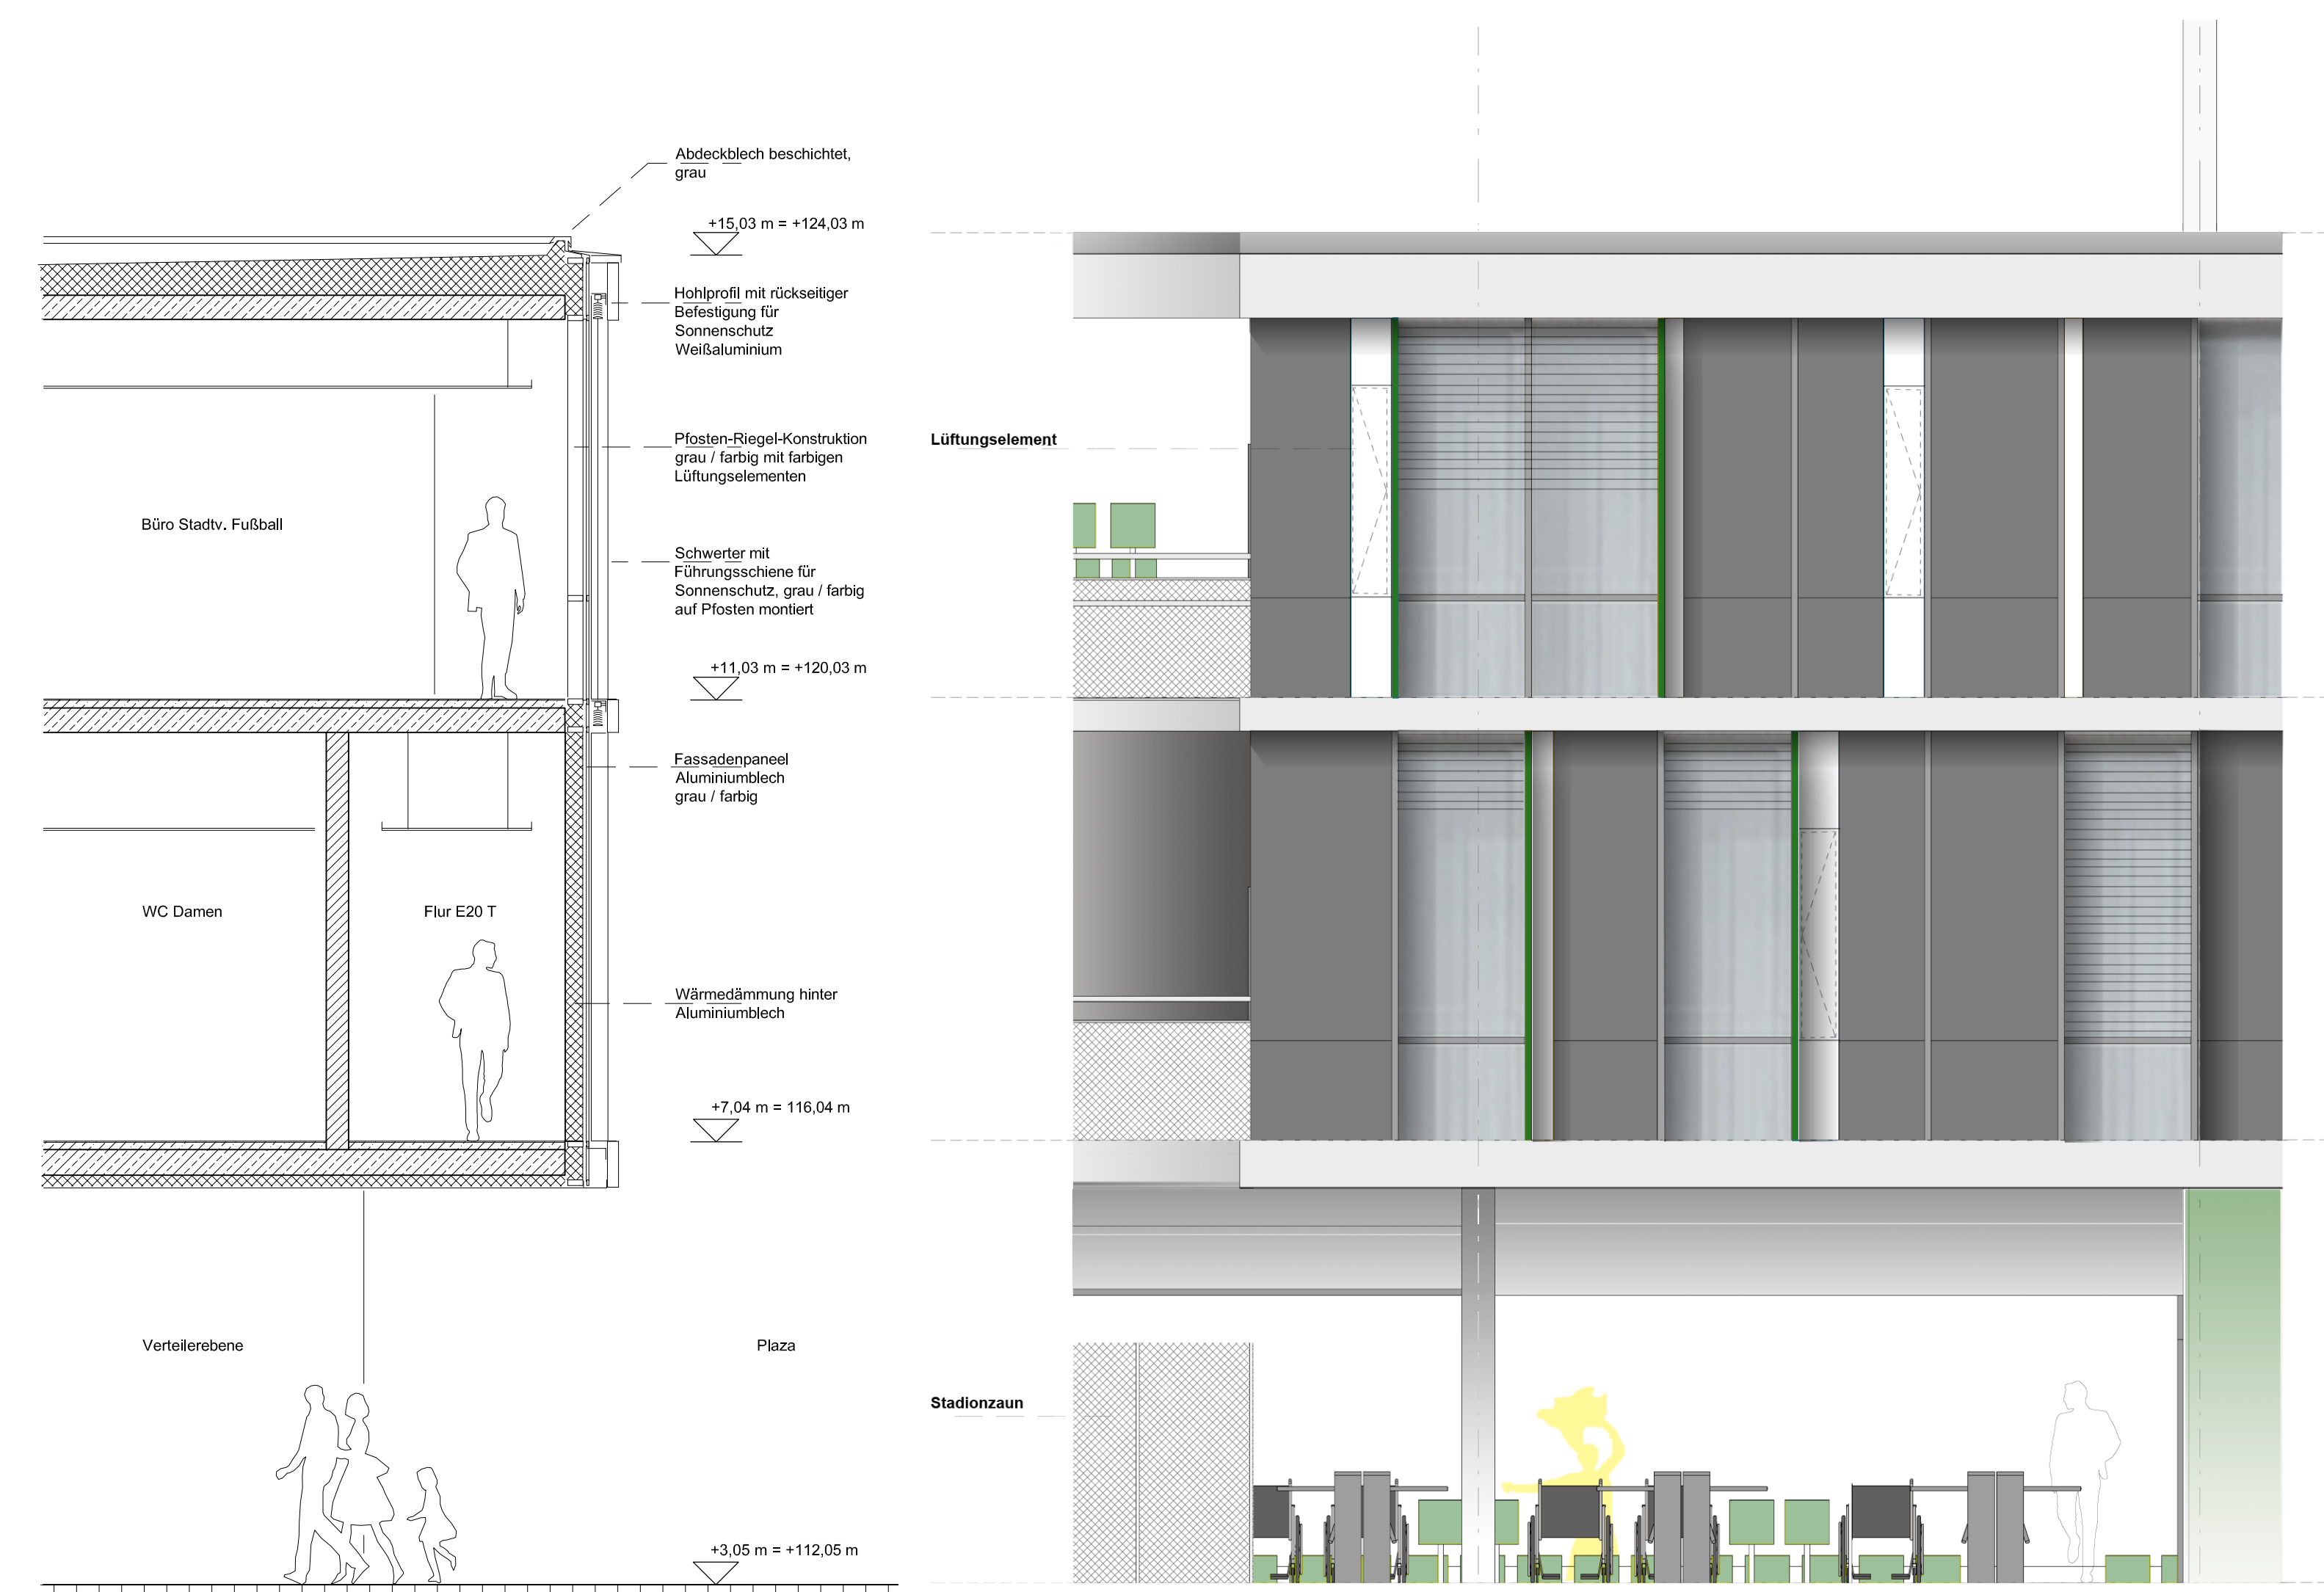 Abdeckblech beschichtet,
grau
+15,03 m = +124,03 m
Hohlprofil mit rückseitiger
Befestigung für
Sonnenschutz
Weißaluminium
Pfosten-Riegel-Konstruktion
grau / farbig mit farbigen
Lüftungselementen
Lüftungselement
Büro Stadtv. Fußball
Schwerter mit
Führungsschiene für
Sonnenschutz, grau / farbig
auf Pfosten montiert
+11,03 m = +120,03 m
Fassadenpaneel
Aluminiumblech
grau / farbig
WC Damen
Flur E20 T
Wärmedämmung hinter
Aluminiumblech
+7,04 m = 116,04 m
Verteilerebene
Plaza
Stadionzaun
+3,05 m = +112,05 m